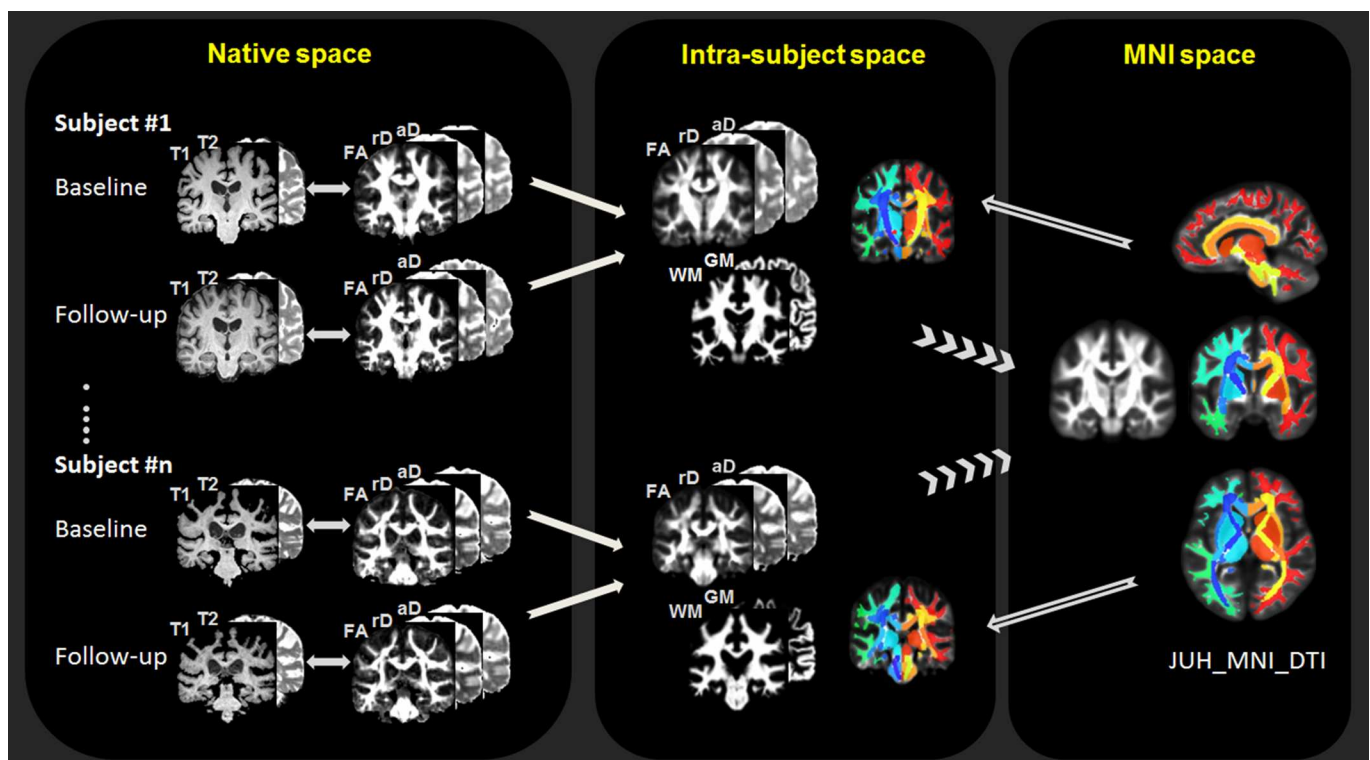 Native space
Intra-subject space
MNI space
Subject #1
T1 T2
FA rD aD
Baseline
T1 T2
FA rD aD
Follow-up
FA rD aD
WM GM
Subject #n
T1 T2
FA rD aD
Baseline
T1 T2
FA rD aD
Follow-up
FA rD aD
WM GM
JUH_MNI_DTI